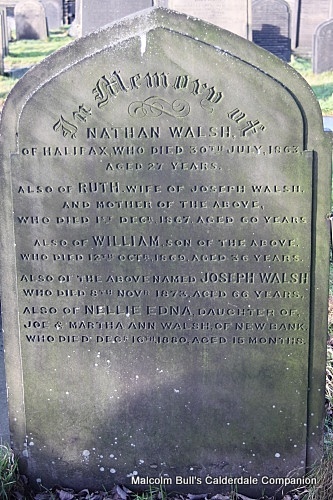 In Memory of
NATHAN WALSH,
OF HALIFAX, WHO DIED 30TH JULY, 1863,
AGED 27 YEARS.
ALSO OF RUTH, WIFE OF JOSEPH WALSH,
AND MOTHER OF THE ABOVE,
WHO DIED 1ST DECR 1867, AGED 60 YEARS.
ALSO OF WILLIAM, SON OF THE ABOVE,
WHO DIED 12TH OCTR 1869, AGED 36 YEARS.
ALSO OF THE ABOVE NAMED JOSEPH WALSH
WHO DIED 8TH NOVR 1873, AGED 66 YEARS.
ALSO OF NELLIE EDNA, DAUGHTER OF
JOE & MARTHA ANN WALSH, OF NEW BANK,
WHO DIED DECR 16TH 1880, AGED 15 MONTHS.
Malcolm Bull's Calderdale Companion